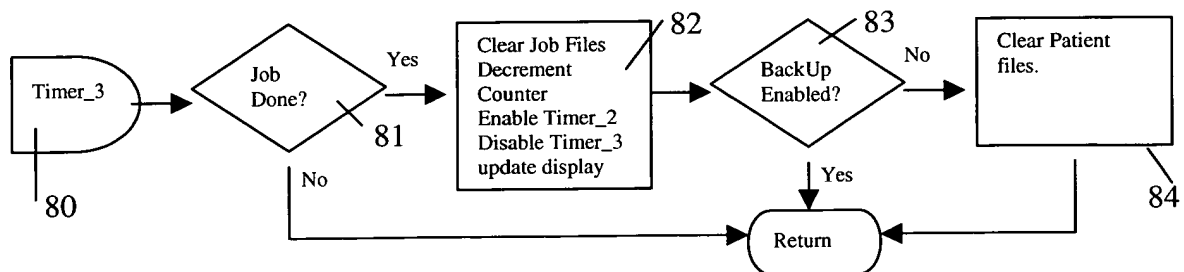 Timer_3
80
Job
Done?
81
Yes
No
Clear Job Files
Decrement
Counter
Enable Timer_2
Disable Timer_3
update display
82
BackUp
Enabled?
83
No
Yes
Clear Patient
files.
84
Return